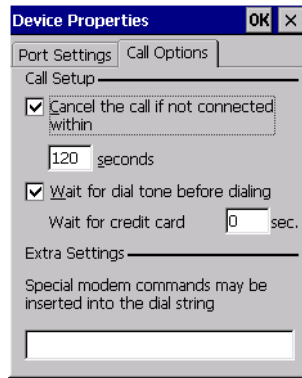 Device Properties OK ×
Port Settings Call Options
Call Setup
Cancel the call if not connected
within
120 seconds
Wait for dial tone before dialing
Wait for credit card 0 sec.
Extra Settings
Special modem commands may be
inserted into the dial string